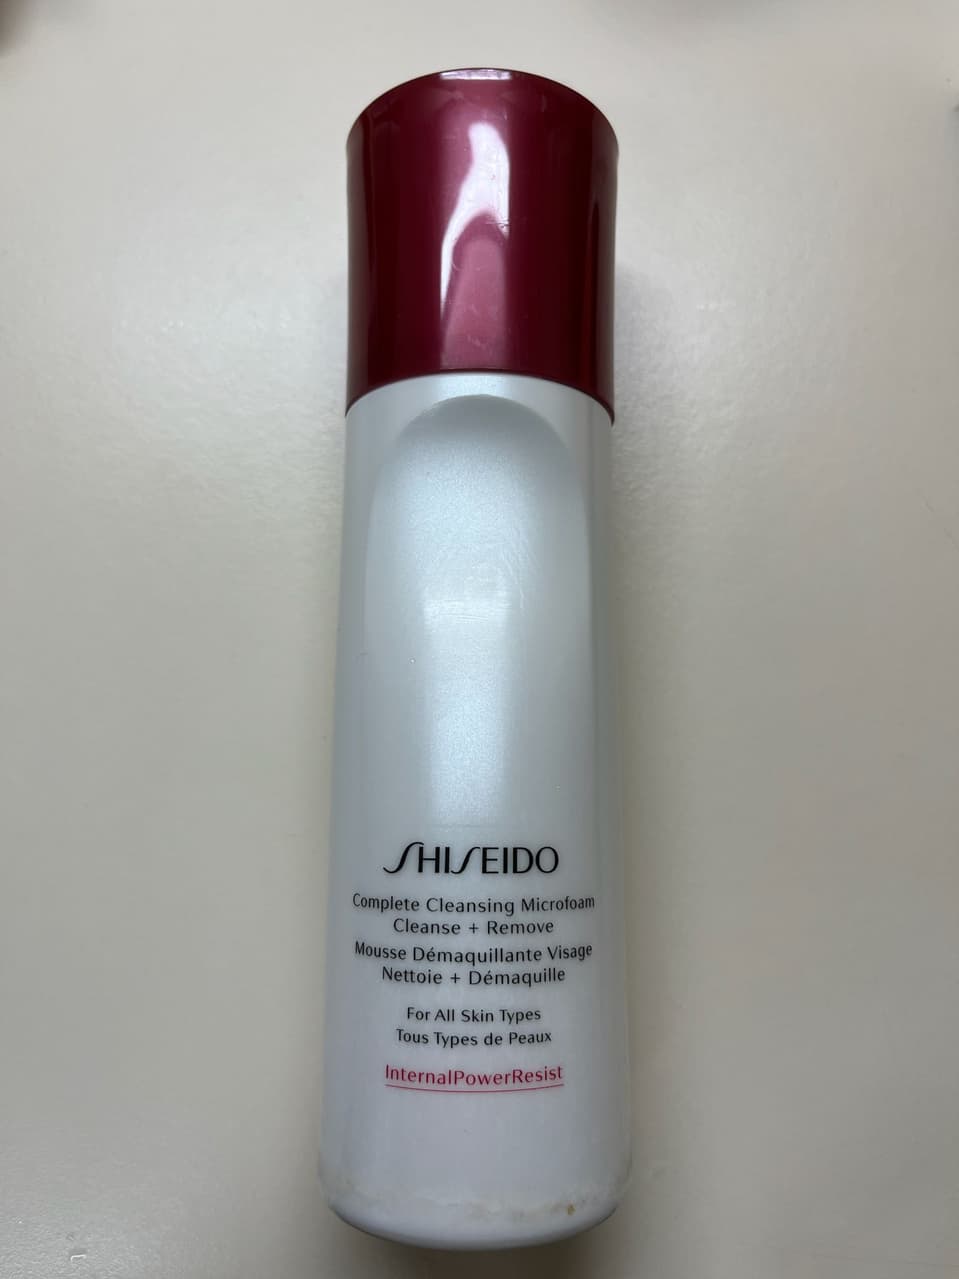 SHISEIDO
Complete Cleansing Microfoam
Cleanse + Remove
Mousse Démaquillante Visage
Nettoie + Démaquille
For All Skin Types
Tous Types de Peaux
InternalPowerResist